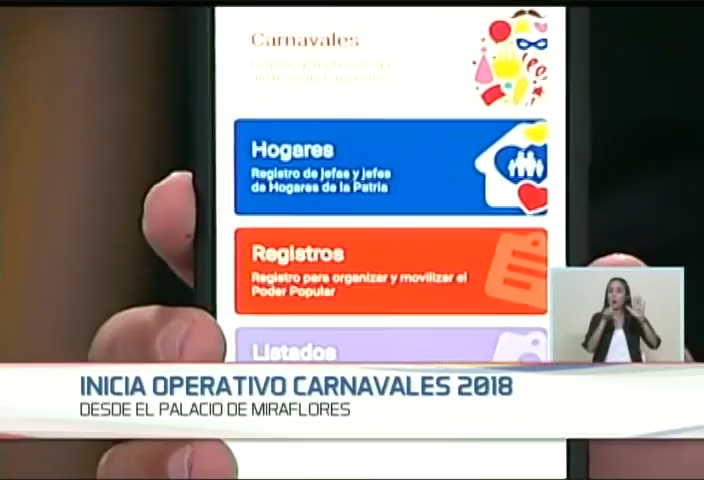 Carnavales
Hogares
Registro de jefas y jefes
de Hogares de la Patria
Registros
Registro para organizar y movilizar el
Poder Popular
Listados
INICIA OPERATIVO CARNAVALES 2018
DESDE EL PALACIO DE MIRAFLORES